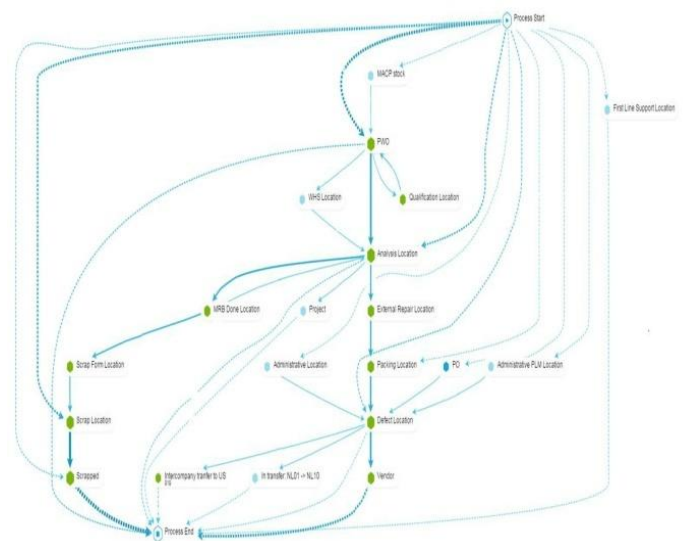 Process Start
MACP stock
First Line Support Location
PWO
WHS Location
Qualification Location
Analysis Location
MRB Done Location
Project
External Repair Location
Scrap Form Location
Administrative Location
Packing Location
PO
Administrative PLM Location
Scrap Location
Defect Location
Scrapped
Intercompany tranfer to US
In transfer: NL01 -> NL10
Vendor
Process End